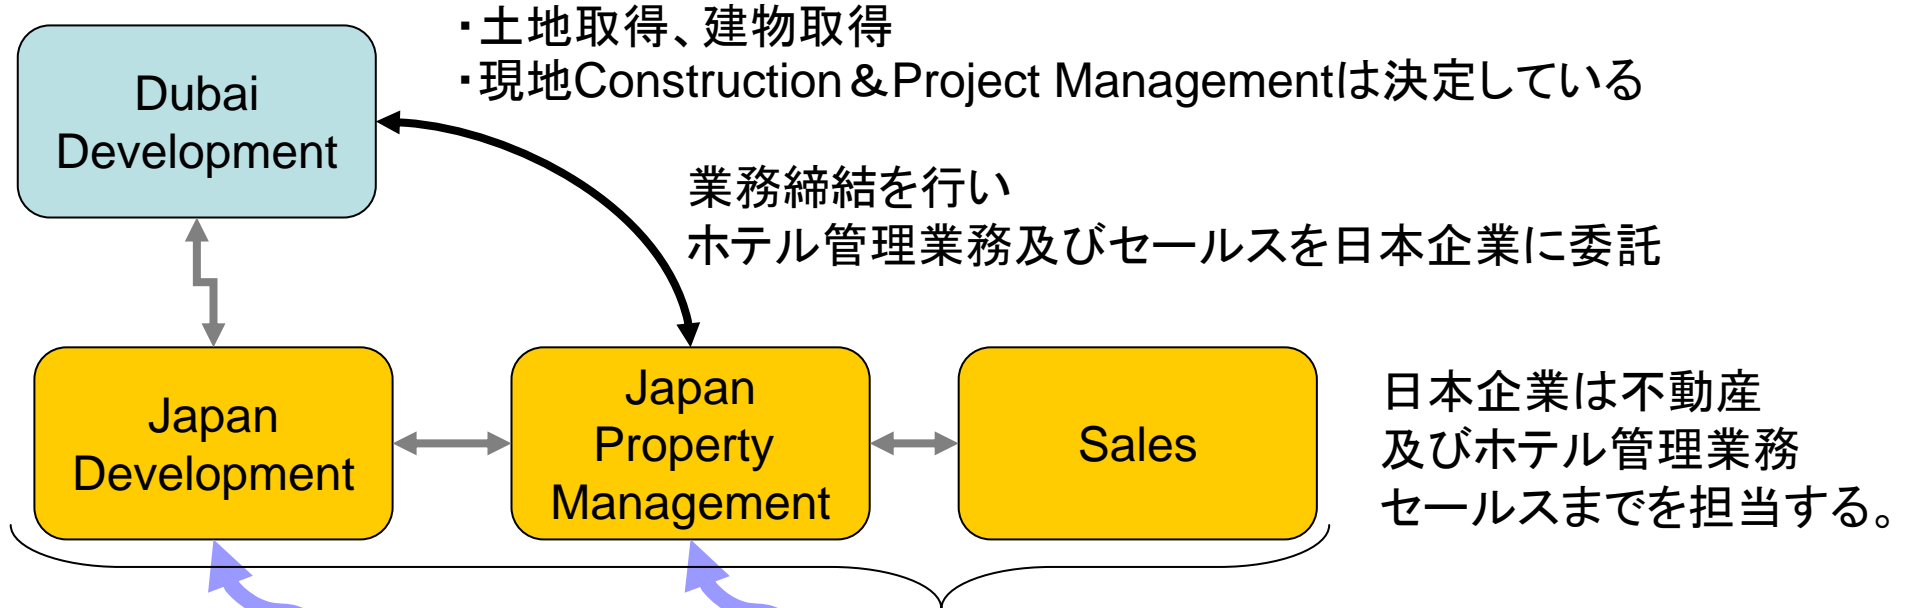 ・土地取得、建物取得
・現地Construction＆Project Managementは決定している
Dubai
Development
業務締結を行い
ホテル管理業務及びセールスを日本企業に委託
Japan
Development
Japan
Property
Management
Sales
日本企業は不動産
及びホテル管理業務
セールスまでを担当する。